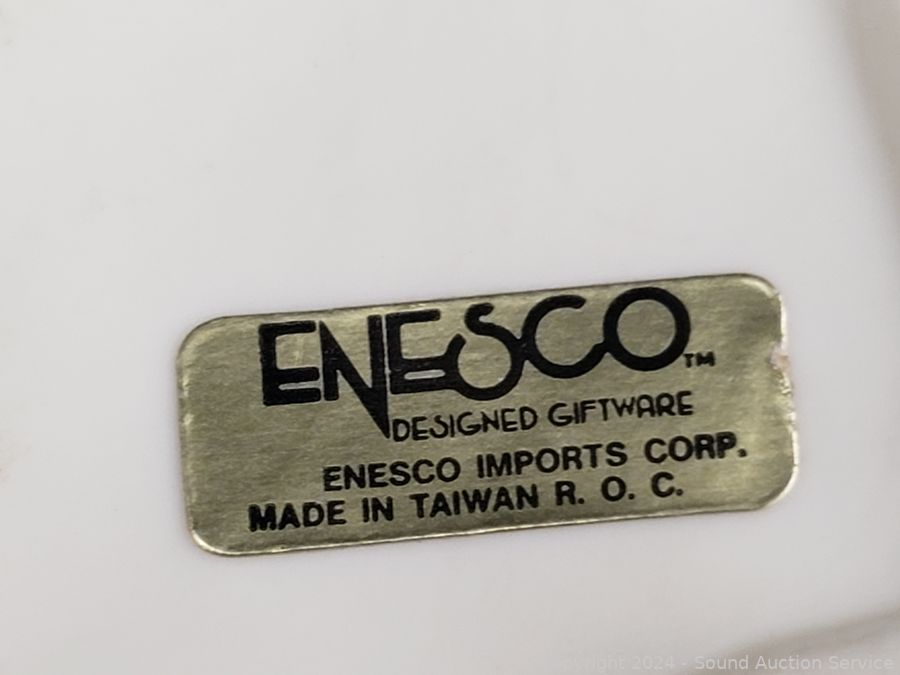 ENESCO™
DESIGNED GIFTWARE
ENESCO IMPORTS CORP.
MADE IN TAIWAN R. O. C.
Copyright 2024 - Sound Auction Service